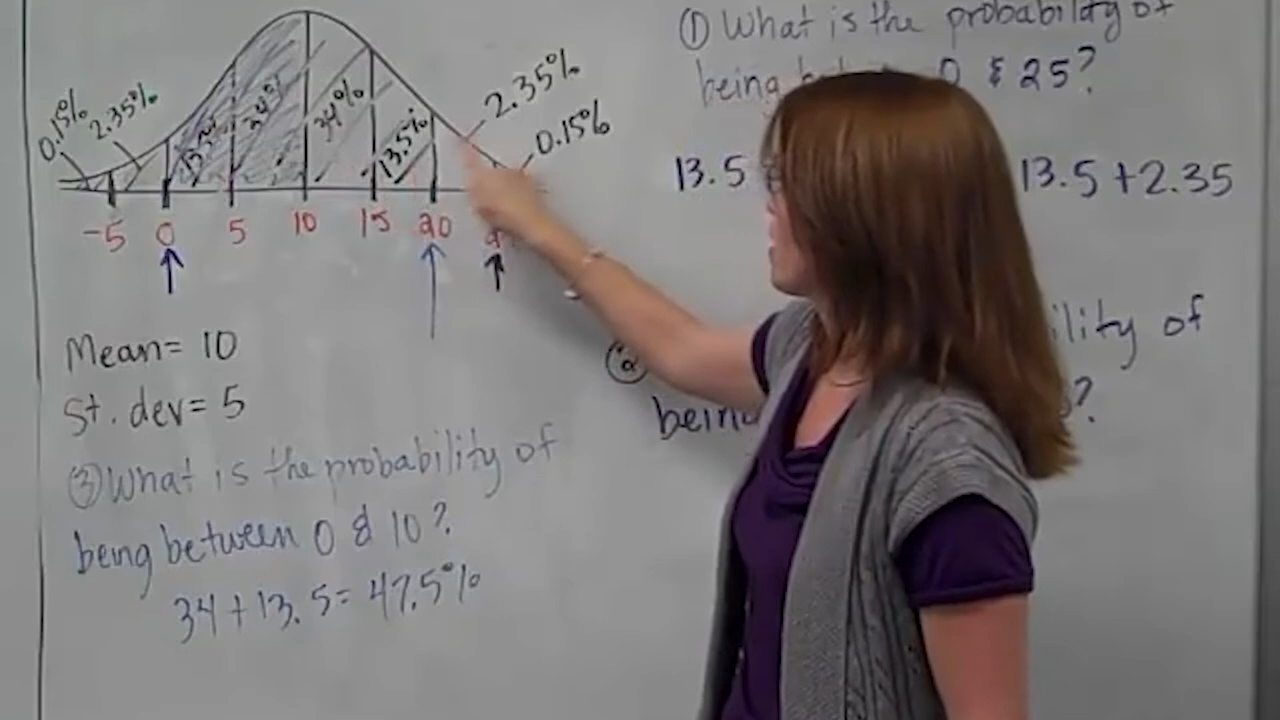 0.15% 2.35% 13.5% 34% 34% 13.5% 2.35% 0.15%
-5 0 5 10 15 20
Mean = 10
St. dev = 5
③ What is the probability of
being between 0 & 10?
34 + 13.5 = 47.5%
① What is the probability of
being 0 & 25?
13.5 13.5 + 2.35
② of
being ?